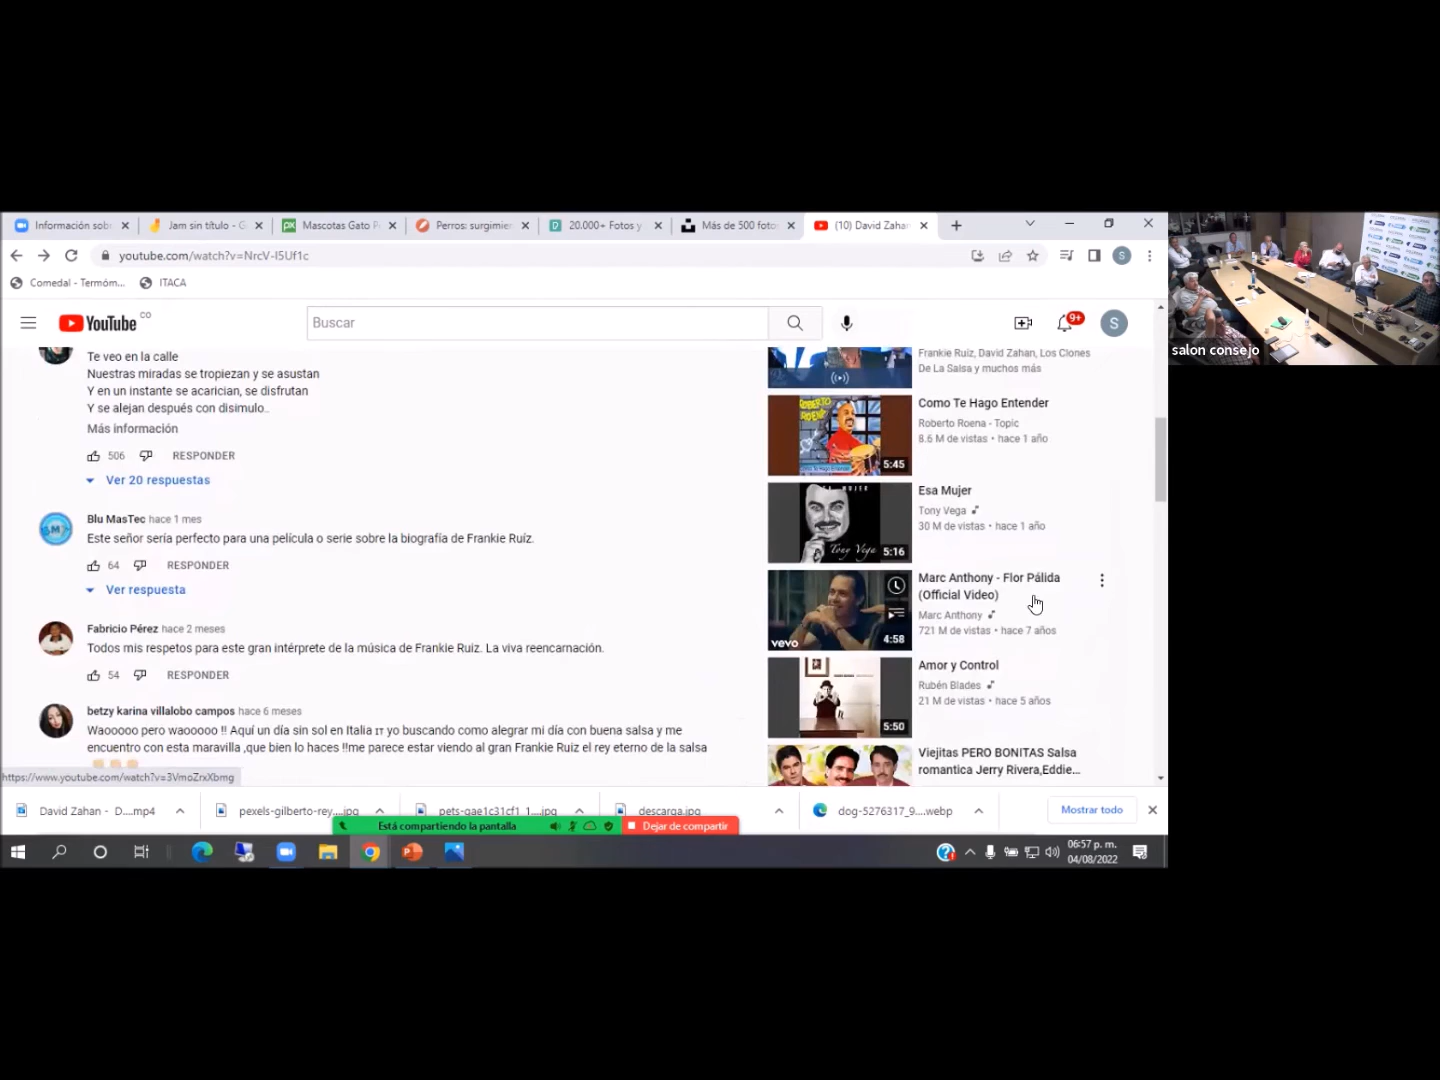 Información sob
Jam sin título - G
Mascotas Gato P
Perros: surgimie
20.000+ Fotos y
Más de 500 foto
(10) David Zahan
youtube.com/watch?v=NrcV-I5Uf1c
S
Comedal - Termóm...
ITACA
YouTube CO
Buscar
9+
S
salon consejo
Te veo en la calle
Nuestras miradas se tropiezan y se asustan
Y en un instante se acarician, se disfrutan
Y se alejan después con disimulo..
Más información
506
RESPONDER
Ver 20 respuestas
Blu MasTec hace 1 mes
Este señor sería perfecto para una película o serie sobre la biografía de Frankie Ruíz.
64
RESPONDER
Ver respuesta
Fabricio Pérez hace 2 meses
Todos mis respetos para este gran intérprete de la música de Frankie Ruiz. La viva reencarnación.
54
RESPONDER
betzy karina villalobo campos hace 6 meses
Waooooo pero waooooo !! Aquí un día sin sol en Italia IT yo buscando como alegrar mi día con buena salsa y me
encuentro con esta maravilla ,que bien lo haces !!me parece estar viendo al gran Frankie Ruiz el rey eterno de la salsa
https://www.youtube.com/watch?v=3VmoZrxXbmg
Frankie Ruiz, David Zahan, Los Clones
De La Salsa y muchos más
ROBERTO
ROENA
Como Te Hago Entender
5:45
Como Te Hago Entender
Roberto Roena - Topic
8.6 M de vistas • hace 1 año
Tony Vega
5:16
Esa Mujer
Tony Vega
30 M de vistas • hace 1 año
vevo
4:58
Marc Anthony - Flor Pálida
(Official Video)
Marc Anthony
721 M de vistas • hace 7 años
5:50
Amor y Control
Rubén Blades
21 M de vistas • hace 5 años
Viejitas PERO BONITAS Salsa
romantica Jerry Rivera,Eddie...
David Zahan - D....mp4
pexels-gilberto-rey....jpg
pets-gae1c31cf1_1....jpg
descarga.jpg
dog-5276317_9....webp
Mostrar todo
Está compartiendo la pantalla
Dejar de compartir
06:57 p. m.
04/08/2022